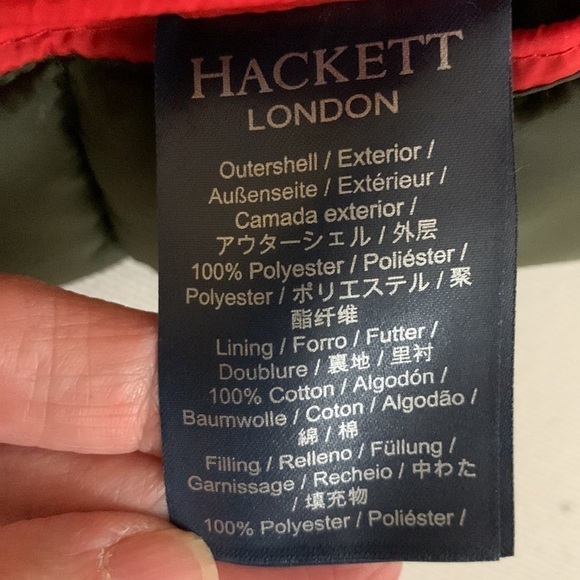 HACKETT
LONDON
Outershell / Exterior /
Außenseite / Extérieur /
Camada exterior /
アウターシェル / 外层
100% Polyester / Poliéster /
Polyester / ポリエステル / 聚
酯纤维
Lining / Forro / Futter /
Doublure / 裏地 / 里衬
100% Cotton / Algodón /
Baumwolle / Coton / Algodão /
綿 / 棉
Filling / Relleno / Füllung /
Garnissage / Recheio / 中わた
/ 填充物
100% Polyester / Poliéster /